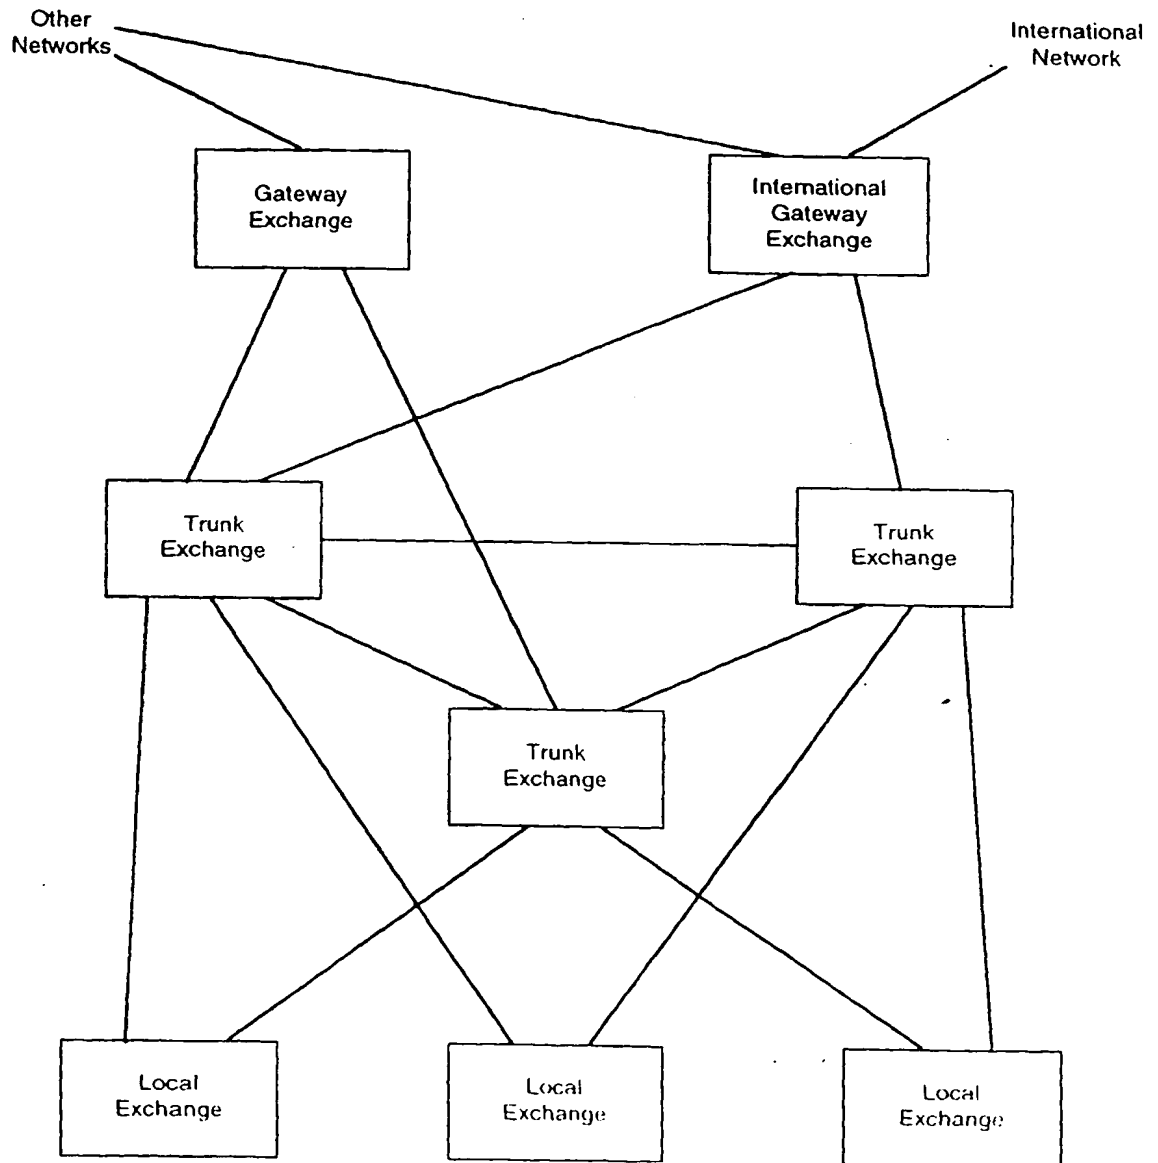 Other
Networks
International
Network
Gateway
Exchange
International
Gateway
Exchange
Trunk
Exchange
Trunk
Exchange
Trunk
Exchange
Local
Exchange
Local
Exchange
Local
Exchange